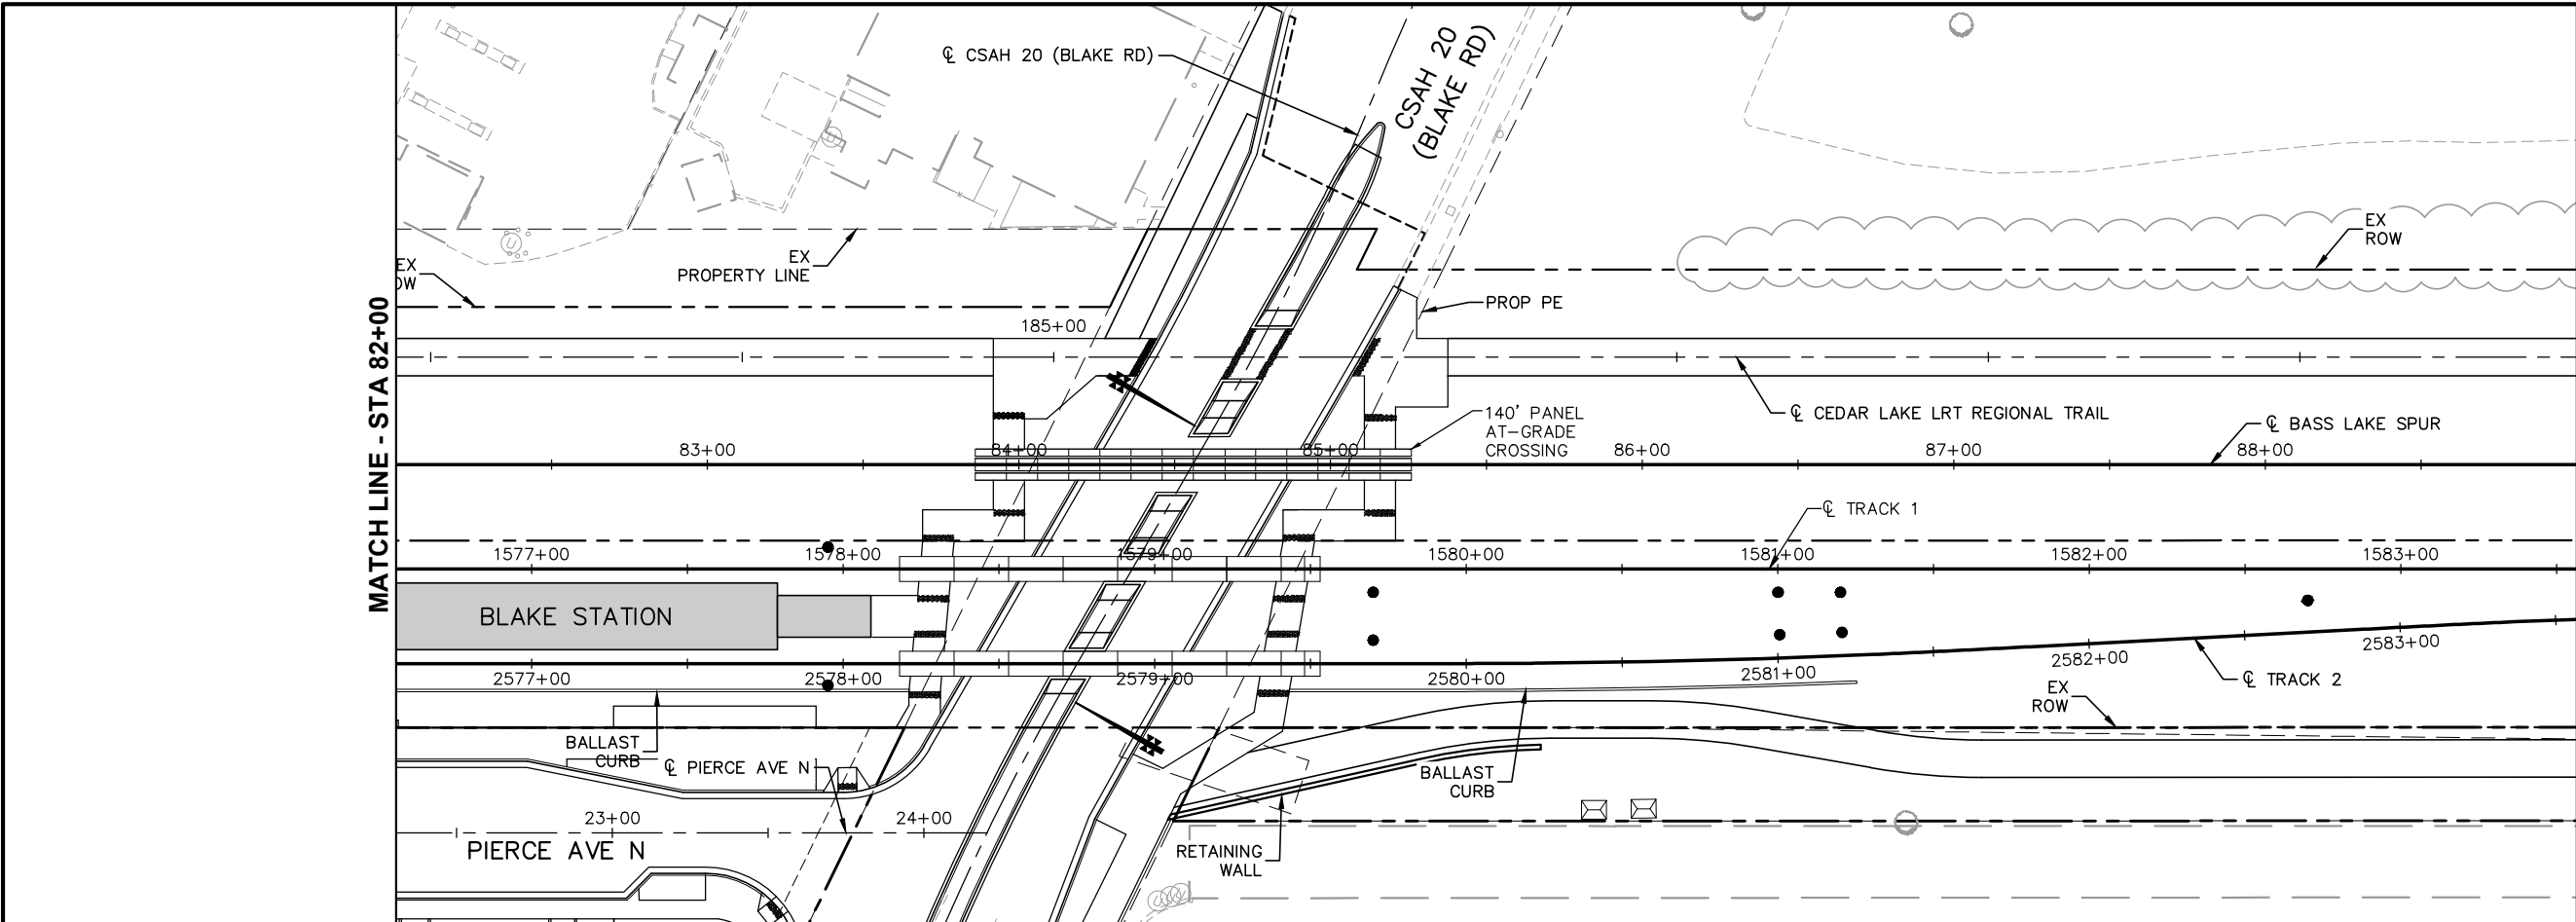 ℄ CSAH 20 (BLAKE RD)
CSAH 20
(BLAKE RD)
EX
ROW
EX
PROPERTY LINE
EX
OW
PROP PE
185+00
MATCH LINE - STA 82+00
140' PANEL
AT-GRADE
CROSSING
℄ CEDAR LAKE LRT REGIONAL TRAIL
℄ BASS LAKE SPUR
83+00
84+00
85+00
86+00
87+00
88+00
℄ TRACK 1
1577+00
1578+00
1579+00
1580+00
1581+00
1582+00
1583+00
BLAKE STATION
2577+00
2578+00
2579+00
2580+00
2581+00
2582+00
2583+00
℄ TRACK 2
EX
ROW
BALLAST
CURB
℄ PIERCE AVE N
BALLAST
CURB
23+00
24+00
PIERCE AVE N
RETAINING
WALL